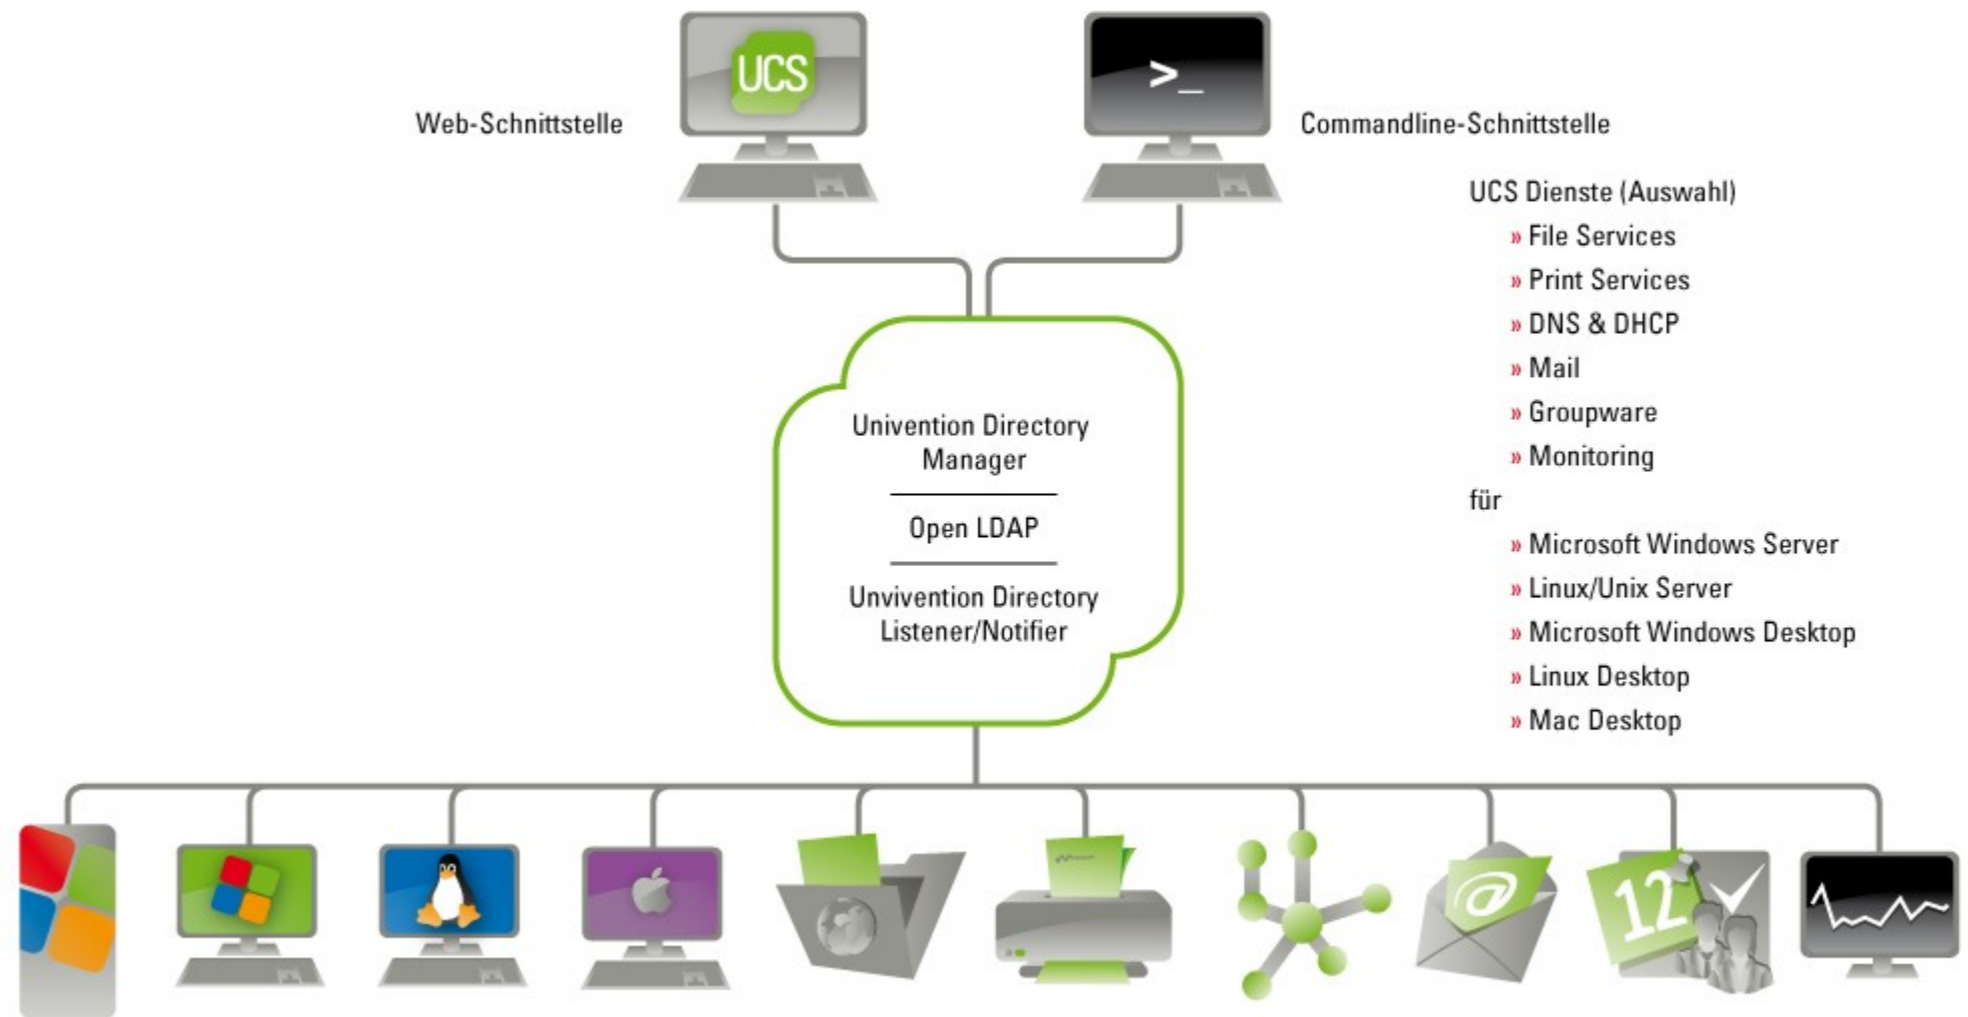 UCS
>_
Web-Schnittstelle
Commandline-Schnittstelle
UCS Dienste (Auswahl)
» File Services
» Print Services
» DNS & DHCP
» Mail
» Groupware
» Monitoring
für
» Microsoft Windows Server
» Linux/Unix Server
» Microsoft Windows Desktop
» Linux Desktop
» Mac Desktop
Univention Directory
Manager
Open LDAP
Unvivention Directory
Listener/Notifier
@
12